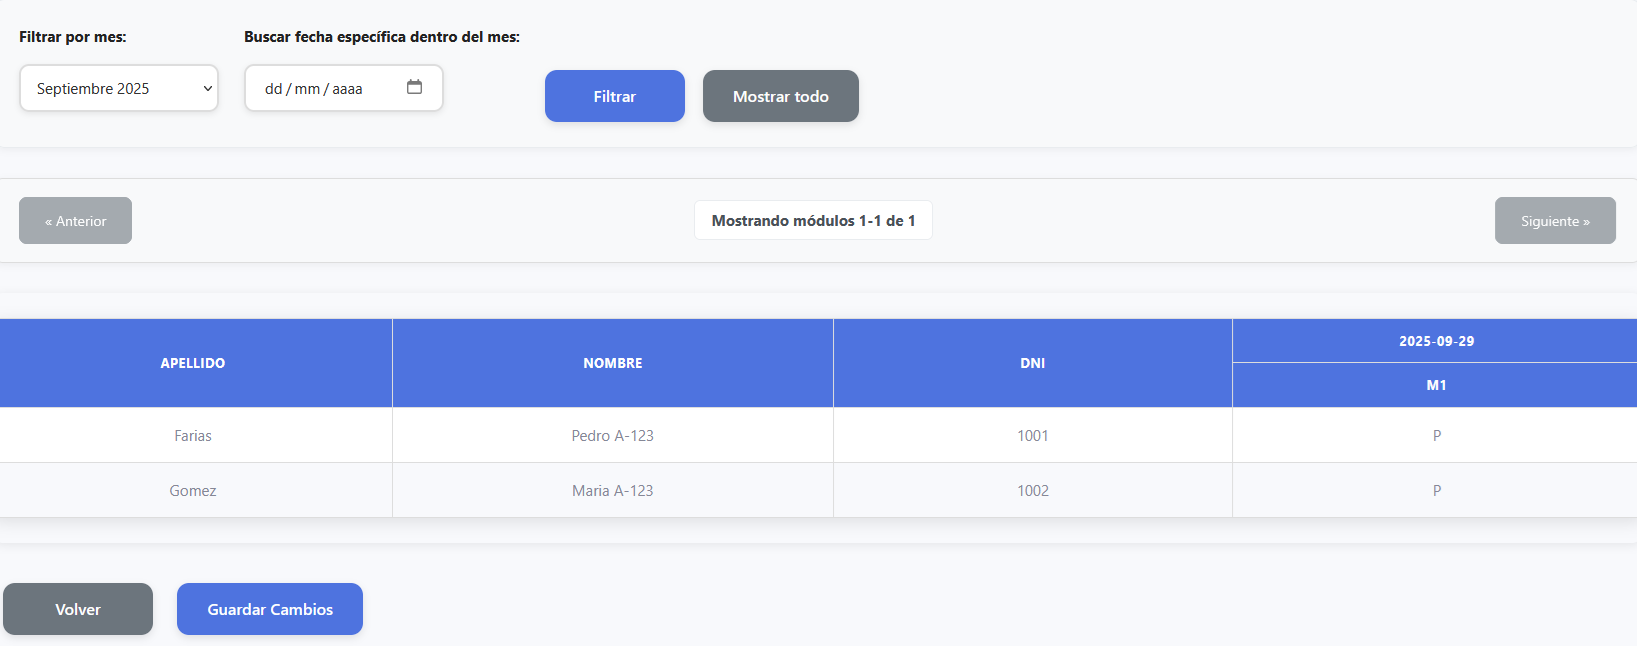 Filtrar por mes:
Buscar fecha específica dentro del mes:
Septiembre 2025
dd / mm / aaaa
Filtrar
Mostrar todo
« Anterior
Mostrando módulos 1-1 de 1
Siguiente »
APELLIDO NOMBRE DNI 2025-09-29
M1
Farias Pedro A-123 1001 P
Gomez Maria A-123 1002 P
Volver
Guardar Cambios